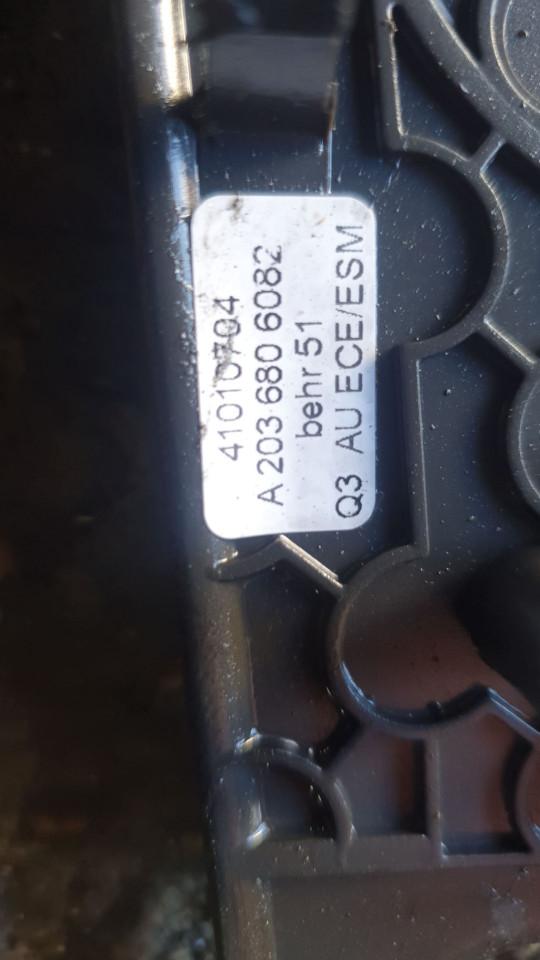 41010704
A 203 680 6082
behr 51
Q3 AU ECE/ESM